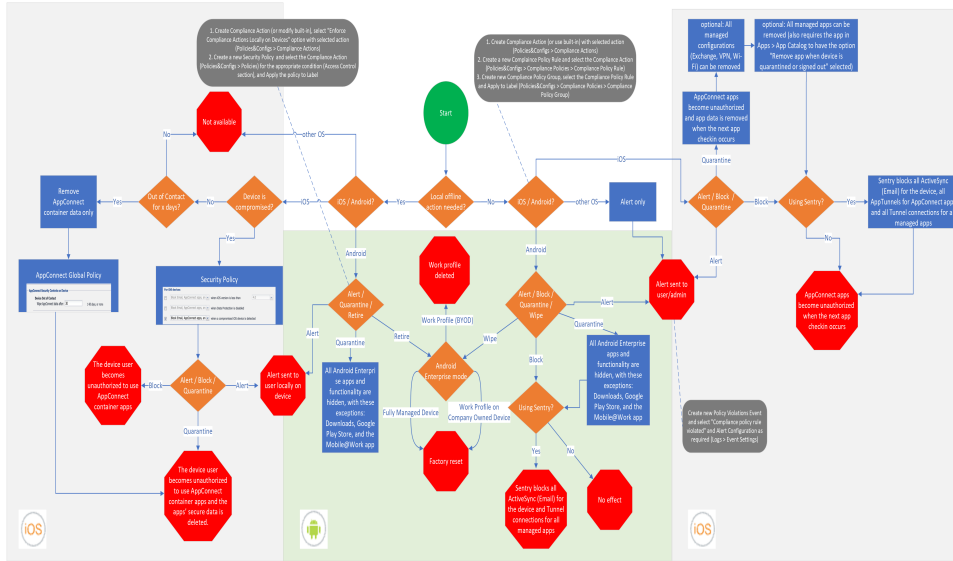 1. Create Compliance Action (or modify built-in), select "Enforce
Compliance Actions Locally on Devices" option with selected action
(Policies&Configs > Compliance Actions)
2. Create a new Security Policy and select the Compliance Action
(Policies&Configs > Policies) for the appropriate condition (Access Control
section), and Apply the policy to Label
1. Create Compliance Action (or use built-in) with selected action
(Policies&Configs > Compliance Actions)
2. Create a new Compliance Policy Rule and select the Compliance Action
(Policies&Configs > Compliance Policies > Compliance Policy Rule)
3. Create new Compliance Policy Group, select the Compliance Policy Rule
and Apply to Label (Policies&Configs > Compliance Policies > Compliance
Policy Group)
optional: All
managed
configurations
(Exchange, VPN, Wi-
Fi) can be removed
optional: All managed apps can be
removed (also requires the app in
Apps > App Catalog to have the option
"Remove app when device is
quarantined or signed out" selected)
Start
Not available
AppConnect apps
become unauthorized
and app data is removed
when the next app
checkin occurs
No
other OS
iOS
Quarantine
Remove
AppConnect
container data only
Yes
Out of Contact
for x days?
No
Device is
compromised?
iOS
iOS / Android?
Yes
Local offline
action needed?
No
iOS / Android?
other OS
Alert only
Alert / Block /
Quarantine
Block
Using Sentry?
Yes
Sentry blocks all ActiveSync
(Email) for the device, all
AppTunnels for AppConnect app
and all Tunnel connections for a
managed apps
Yes
Android
Android
No
Alert
AppConnect Global Policy
Security Policy
Work profile
deleted
Alert sent to
user/admin
AppConnect apps
become unauthorized
when the next app
checkin occurs
Alert /
Quarantine /
Retire
Work Profile (BYOD)
Alert / Block /
Quarantine /
Wipe
Alert
Alert
Retire
Wipe
Quarantine
Quarantine
Block
The device user
becomes
unauthorized to use
AppConnect
container apps
Block
Alert / Block /
Quarantine
Alert
Alert sent to
user locally on
device
All Android Enterpri
se apps and
functionality are
hidden, with these
exceptions:
Downloads, Google
Play Store, and the
Mobile@Work app
Android
Enterprise mode
All Android Enterprise
apps and
functionality are
hidden, with these
exceptions:
Downloads, Google
Play Store, and the
Mobile@Work app
Fully Managed Device
Work Profile on
Company Owned Device
Using Sentry?
Create new Policy Violations Event
and select "Compliance policy rule
violated" and Alert Configuration as
required (Logs > Event Settings)
Quarantine
Yes
No
The device user
becomes unauthorized
to use AppConnect
container apps and the
apps' secure data is
deleted.
Factory reset
Sentry blocks all
ActiveSync (Email) for
the device and Tunnel
connections for all
managed apps
No effect
iOS
iOS